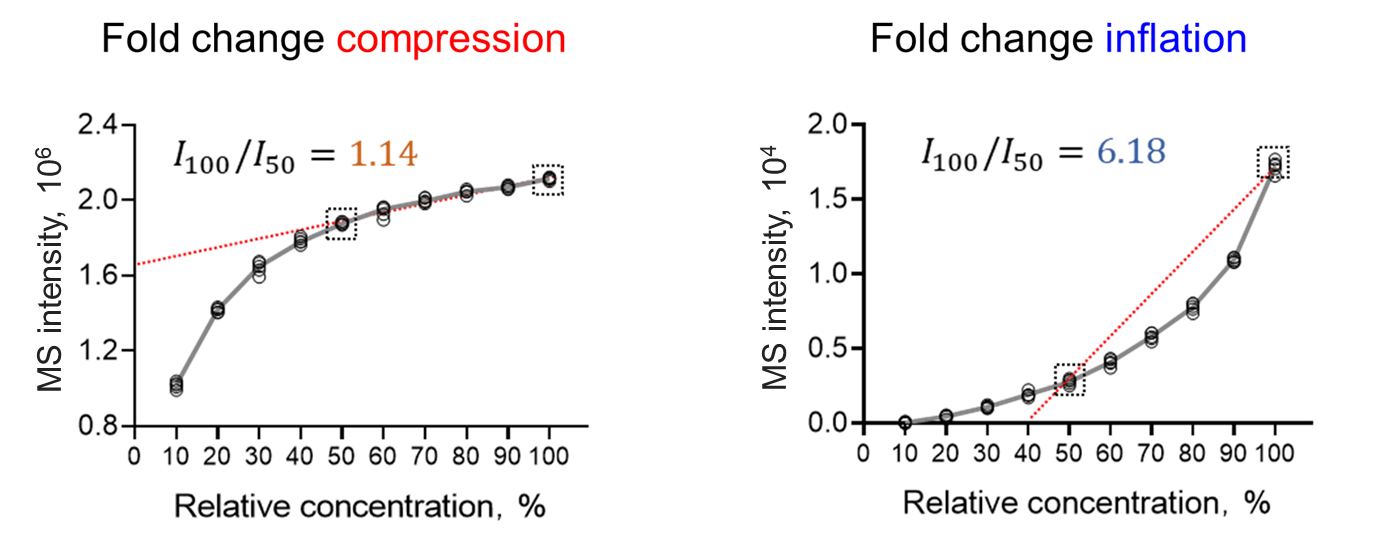 Fold change compression
MS intensity, 10⁶
2.4
2.0
1.6
1.2
0.8
I₁₀₀/I₅₀ = 1.14
0 10 20 30 40 50 60 70 80 90 100
Relative concentration, %
Fold change inflation
MS intensity, 10⁴
2.0
1.5
1.0
0.5
0.0
I₁₀₀/I₅₀ = 6.18
0 10 20 30 40 50 60 70 80 90 100
Relative concentration, %